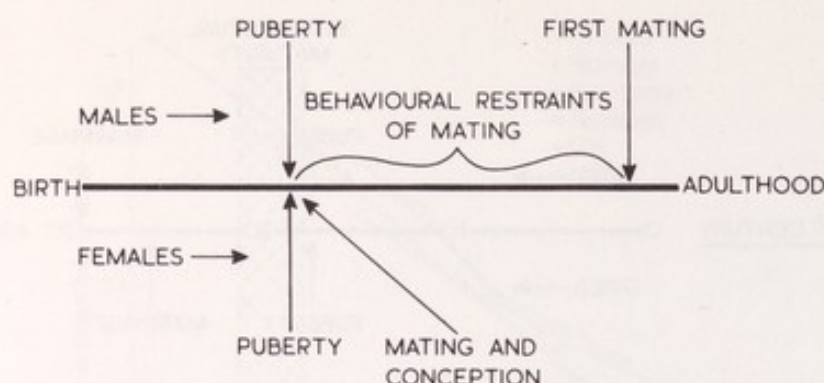 PUBERTY
FIRST MATING
MALES
BEHAVIOURAL RESTRAINTS
OF MATING
BIRTH
ADULTHOOD
FEMALES
PUBERTY
MATING AND
CONCEPTION